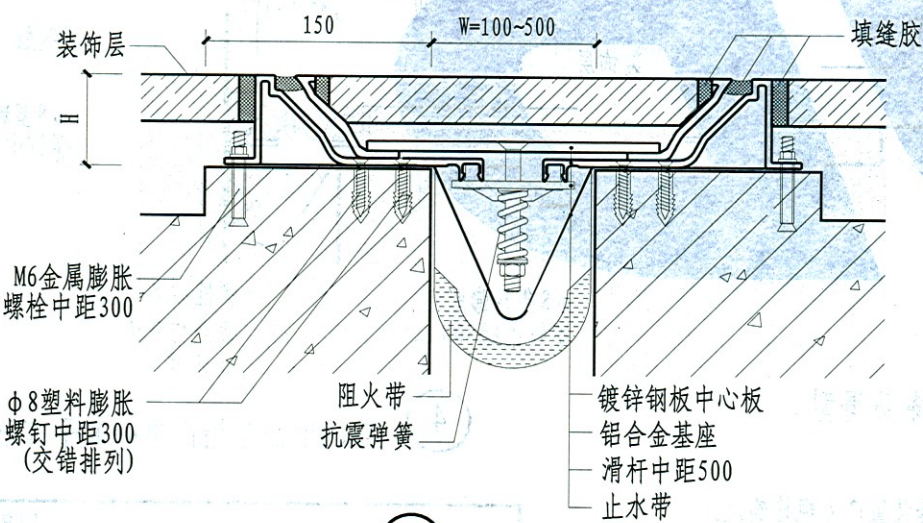 150
W=100~500
装饰层
填缝胶
H
M6金属膨胀
螺栓中距300
φ8塑料膨胀
螺钉中距300
(交错排列)
阻火带
抗震弹簧
镀锌钢板中心板
铝合金基座
滑杆中距500
止水带